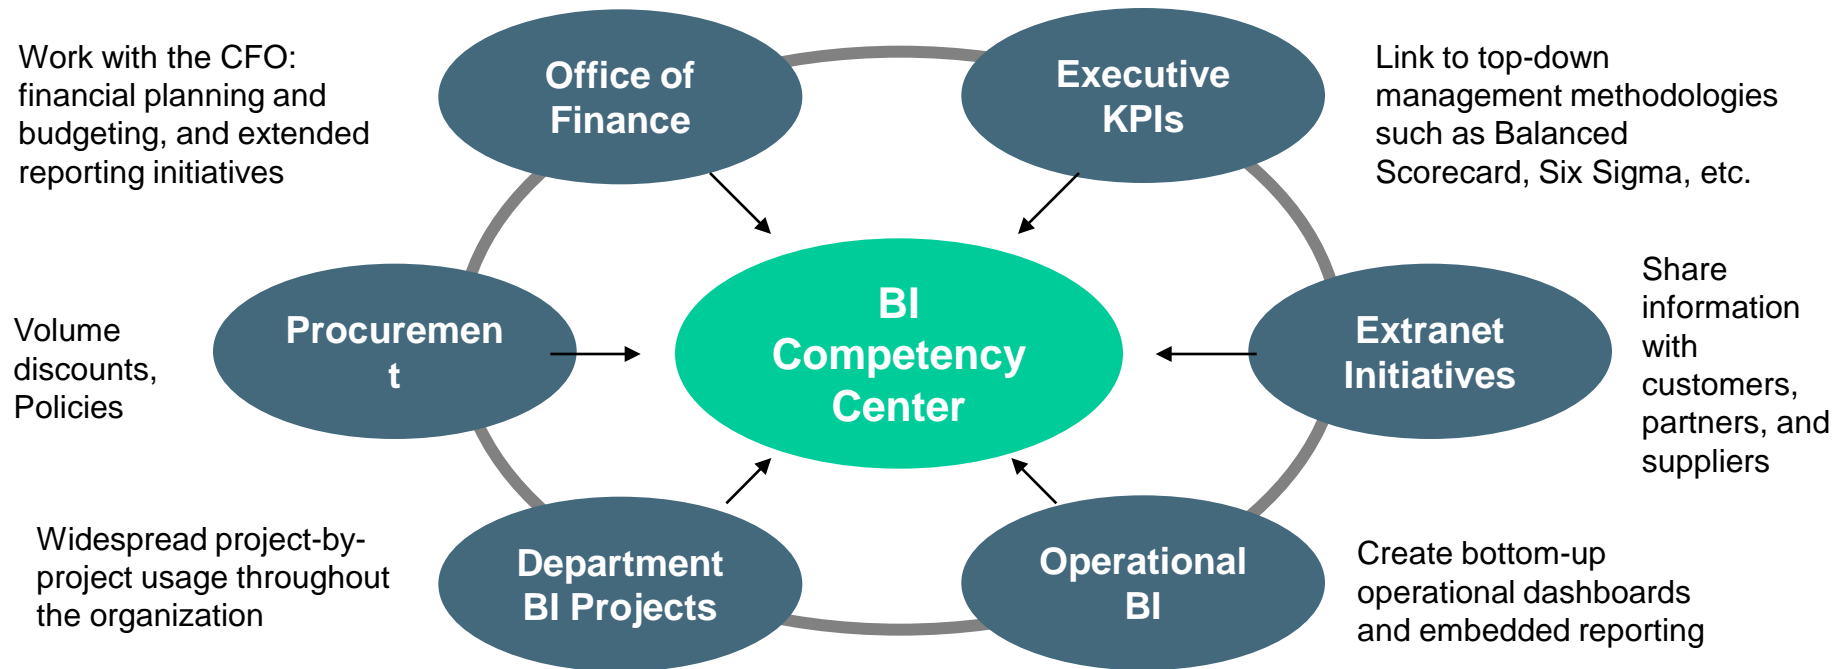 Work with the CFO:
financial planning and
budgeting, and extended
reporting initiatives
Office of
Finance
Executive
KPIs
Link to top-down
management methodologies
such as Balanced
Scorecard, Six Sigma, etc.
Volume
discounts,
Policies
Procuremen
t
BI
Competency
Center
Extranet
Initiatives
Share
information
with
customers,
partners, and
suppliers
Widespread project-by-
project usage throughout
the organization
Department
BI Projects
Operational
BI
Create bottom-up
operational dashboards
and embedded reporting